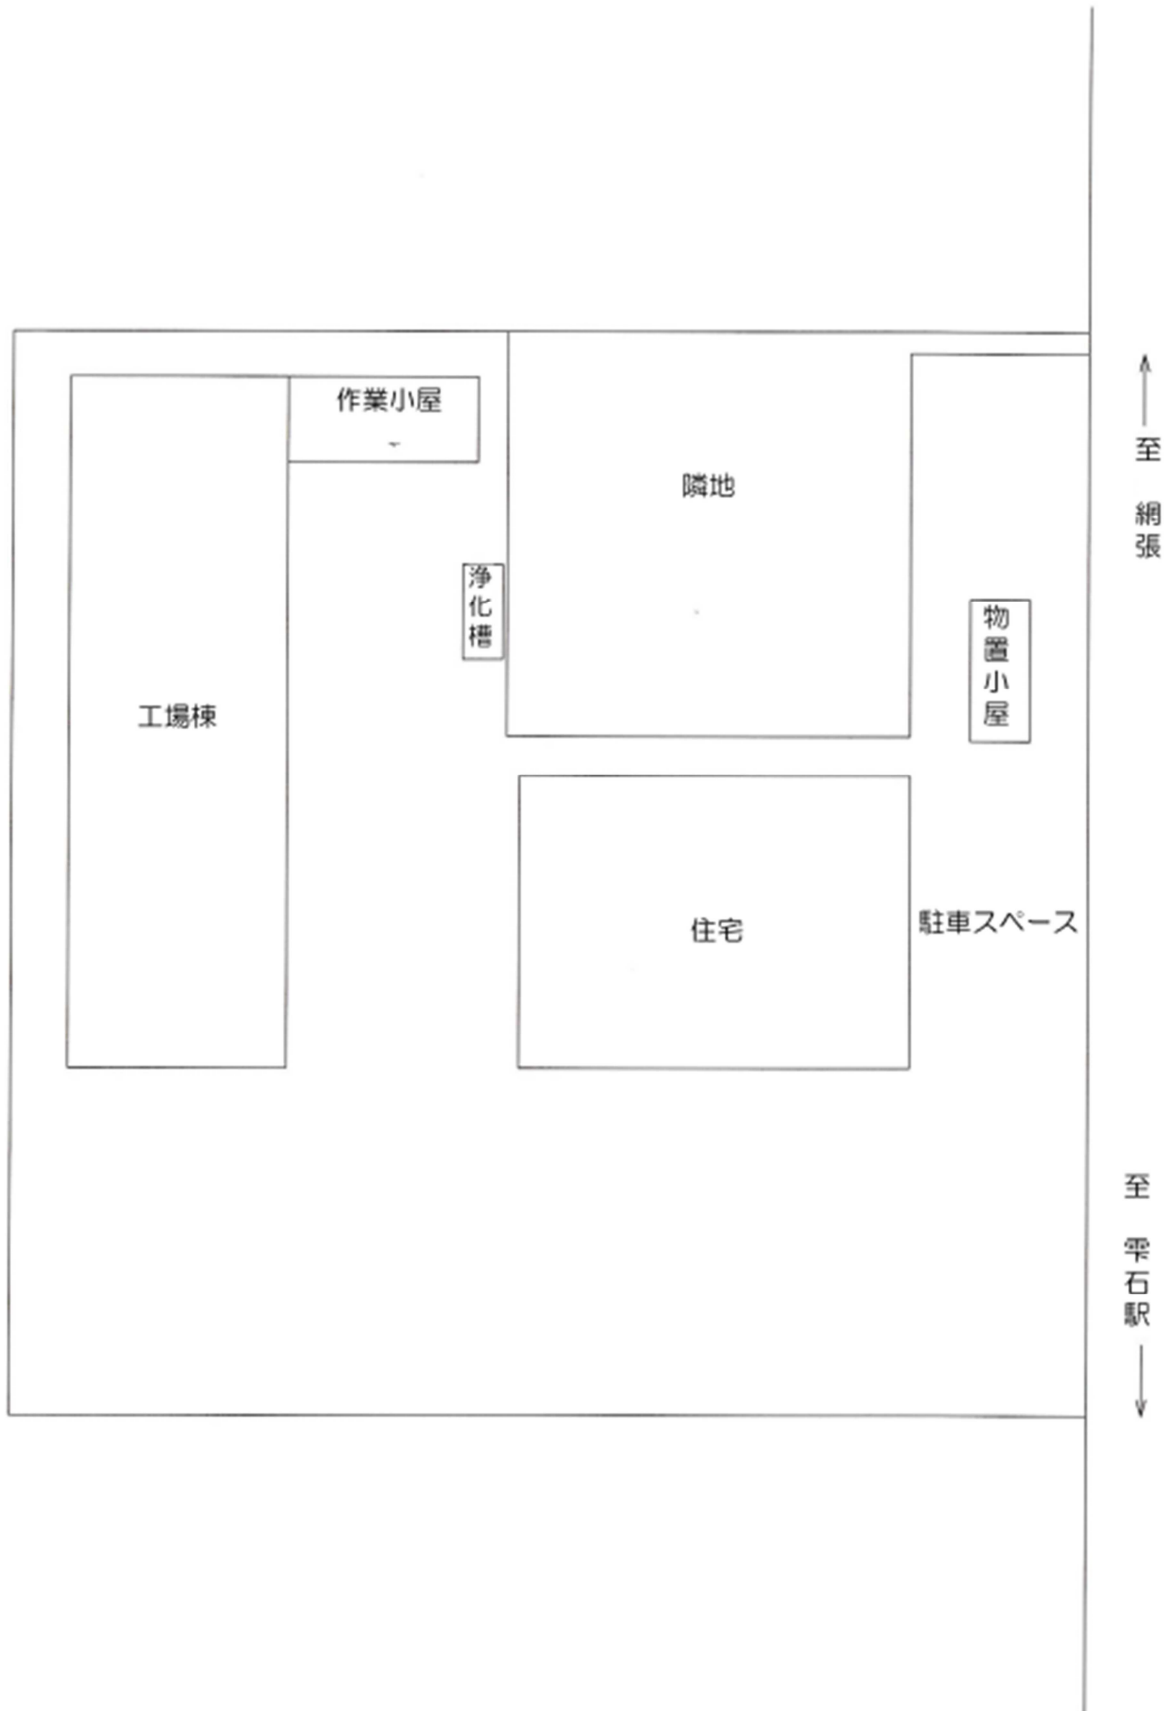 作業小屋
隣地
至 網張
浄化槽
物置小屋
工場棟
住宅
駐車スペース
至 雫石駅